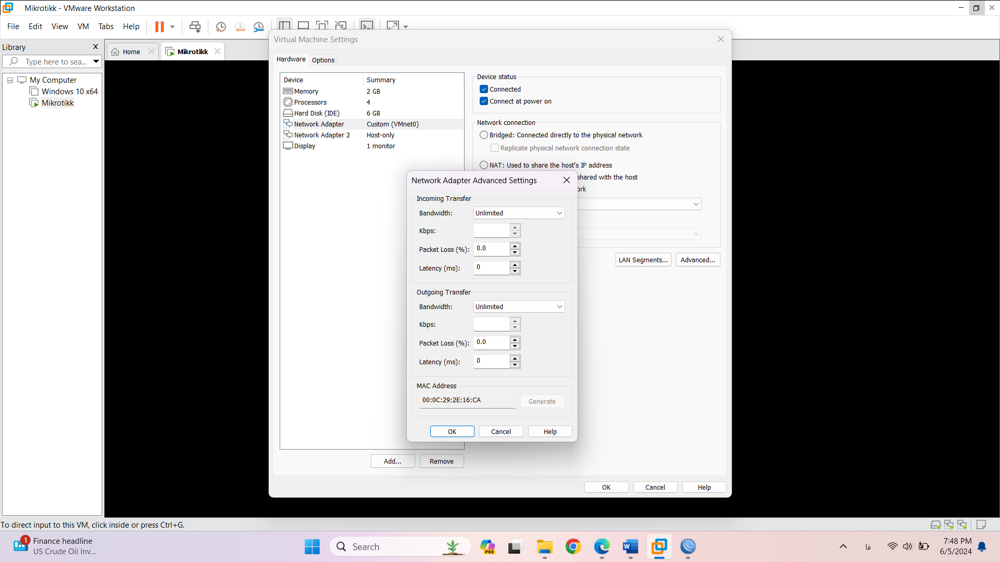 Mikrotikk - VMware Workstation
File Edit View VM Tabs Help
Library
Type here to sea...
My Computer
Windows 10 x64
Mikrotikk
Home
Mikrotikk
Virtual Machine Settings
Hardware
Options
Device Summary
Memory 2 GB
Processors 4
Hard Disk (IDE) 6 GB
Network Adapter Custom (VMnet0)
Network Adapter 2 Host-only
Display 1 monitor
Add...
Remove
Device status
Connected
Connect at power on
Network connection
Bridged: Connected directly to the physical network
Replicate physical network connection state
NAT: Used to share the host's IP address
shared with the host
LAN Segments...
Advanced...
Network Adapter Advanced Settings
Incoming Transfer
Bandwidth: Unlimited
Kbps:
Packet Loss (%): 0.0
Latency (ms): 0
Outgoing Transfer
Bandwidth: Unlimited
Kbps:
Packet Loss (%): 0.0
Latency (ms): 0
MAC Address
00:0C:29:2E:16:CA
Generate
OK Cancel Help
OK Cancel Help
To direct input to this VM, click inside or press Ctrl+G.
1
Finance headline
US Crude Oil Inv...
Search
PRE
فا
7:48 PM
6/5/2024